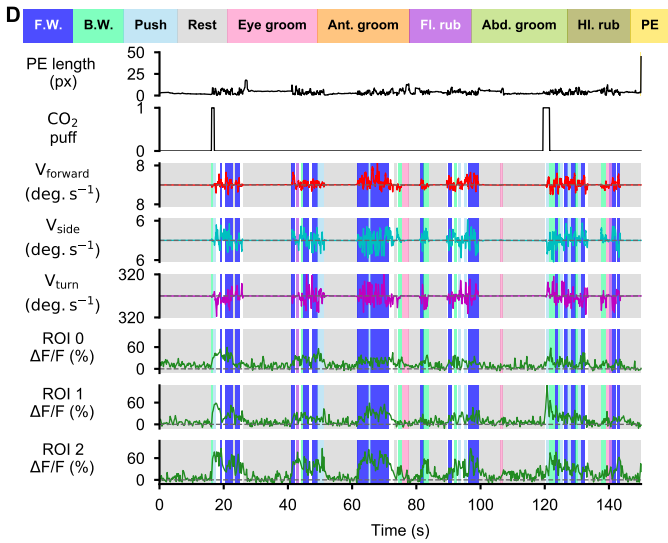 D
F.W. B.W. Push Rest Eye groom Ant. groom Fl. rub Abd. groom Hl. rub PE
PE length
(px)
50
25
0
CO₂
puff
1
0
V_forward
(deg. s⁻¹)
8
8
V_side
(deg. s⁻¹)
6
6
V_turn
(deg. s⁻¹)
320
320
ROI 0
ΔF/F (%)
60
0
ROI 1
ΔF/F (%)
60
0
ROI 2
ΔF/F (%)
60
0
0 20 40 60 80 100 120 140
Time (s)